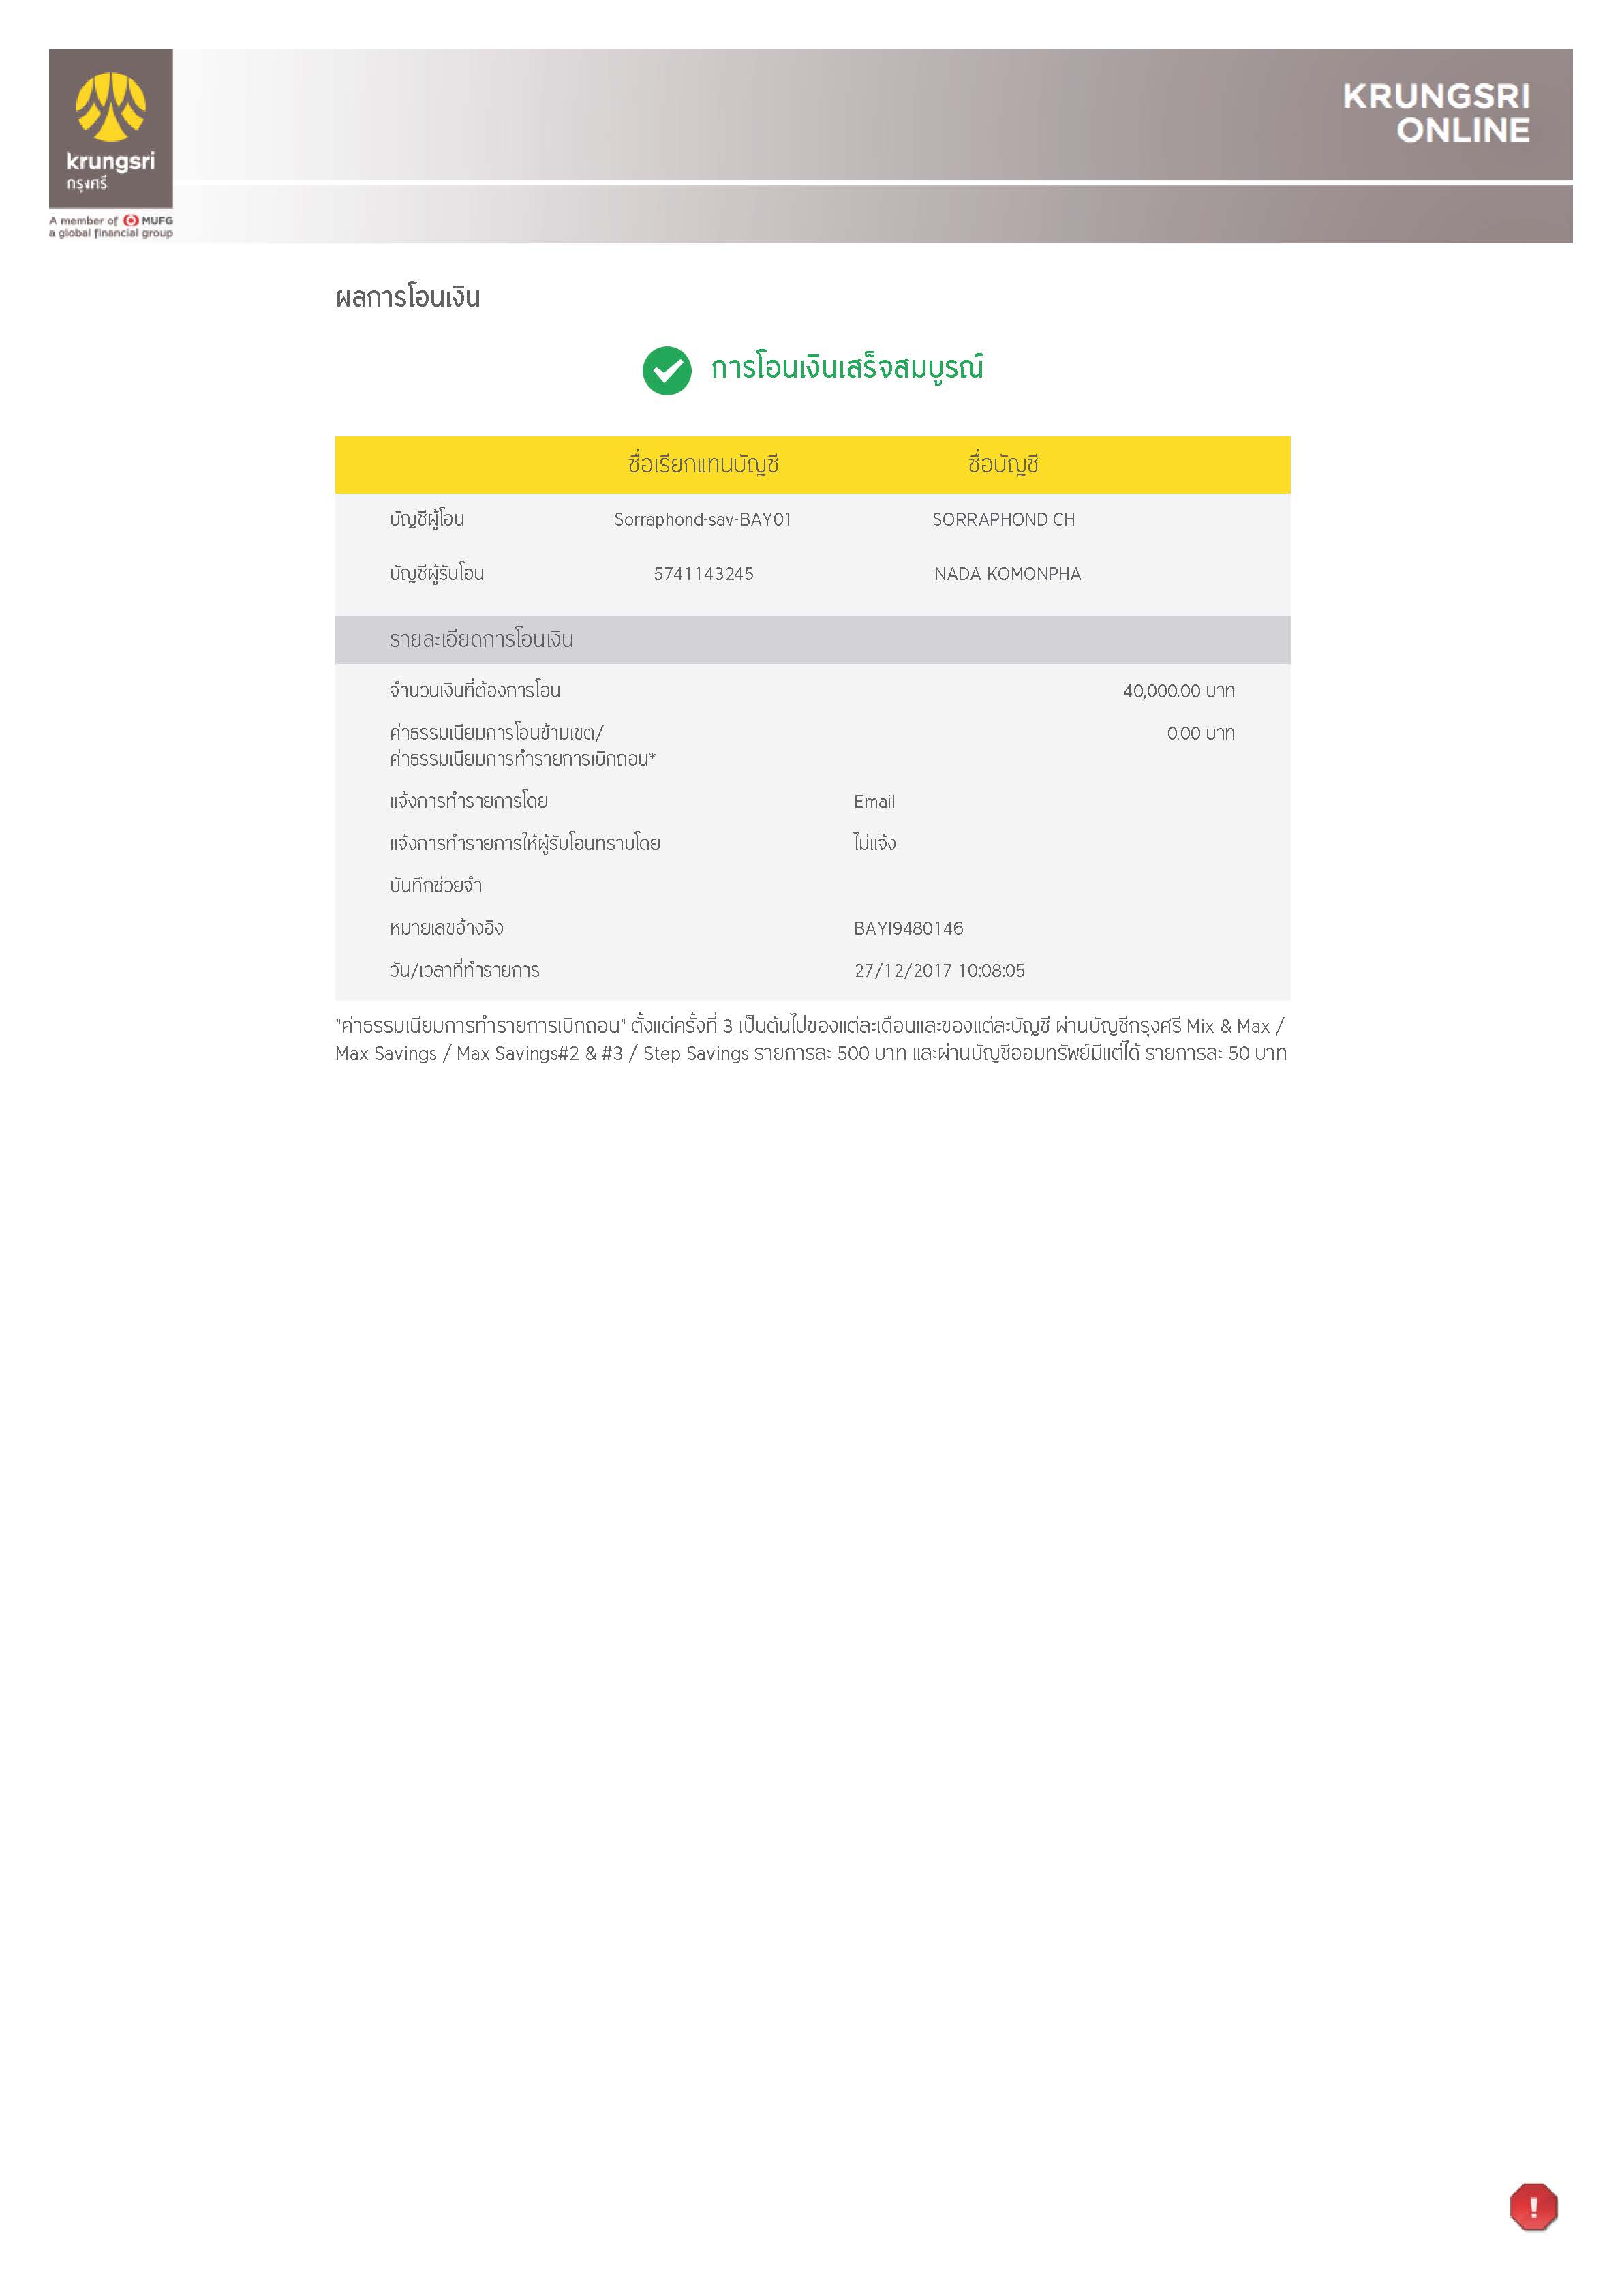 KRUNGSRI
ONLINE
krungsri
กรุงศรี
A member of MUFG
a global financial group
ผลการโอนเงิน
การโอนเงินเสร็จสมบูรณ์
ชื่อเรียกแทนบัญชี ชื่อบัญชี
บัญชีผู้โอน Sorraphond-sav-BAY01 SORRAPHOND CH
บัญชีผู้รับโอน 5741143245 NADA KOMONPHA
รายละเอียดการโอนเงิน
จำนวนเงินที่ต้องการโอน 40,000.00 บาท
ค่าธรรมเนียมการโอนข้ามเขต/ 0.00 บาท
ค่าธรรมเนียมการทำรายการเบิกถอน*
แจ้งการทำรายการโดย Email
แจ้งการทำรายการให้ผู้รับโอนทราบโดย ไม่แจ้ง
บันทึกช่วยจำ
หมายเลขอ้างอิง BAYI9480146
วัน/เวลาที่ทำรายการ 27/12/2017 10:08:05
"ค่าธรรมเนียมการทำรายการเบิกถอน" ตั้งแต่ครั้งที่ 3 เป็นต้นไปของแต่ละเดือนและของแต่ละบัญชี ผ่านบัญชีกรุงศรี Mix & Max /
Max Savings / Max Savings#2 & #3 / Step Savings รายการละ 500 บาท และผ่านบัญชีออมทรัพย์มีแต่ได้ รายการละ 50 บาท